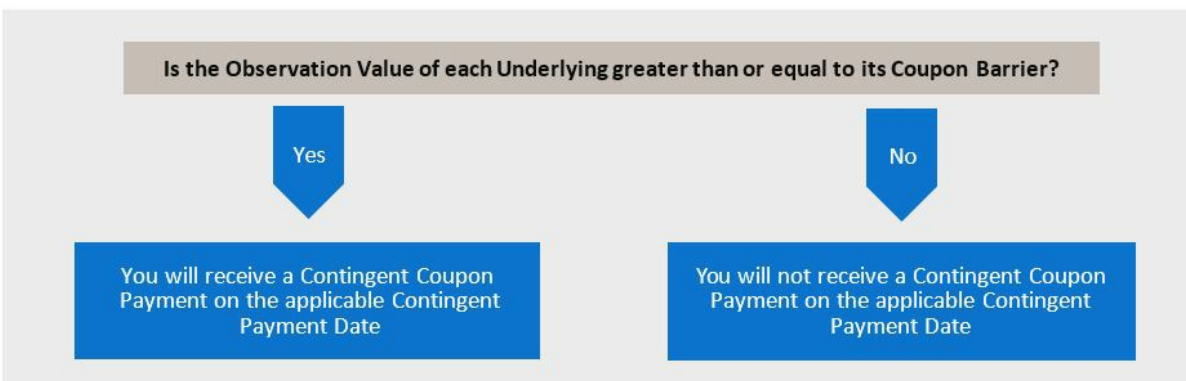 Is the Observation Value of each Underlying greater than or equal to its Coupon Barrier?
Yes
No
You will receive a Contingent Coupon
Payment on the applicable Contingent
Payment Date
You will not receive a Contingent Coupon
Payment on the applicable Contingent
Payment Date